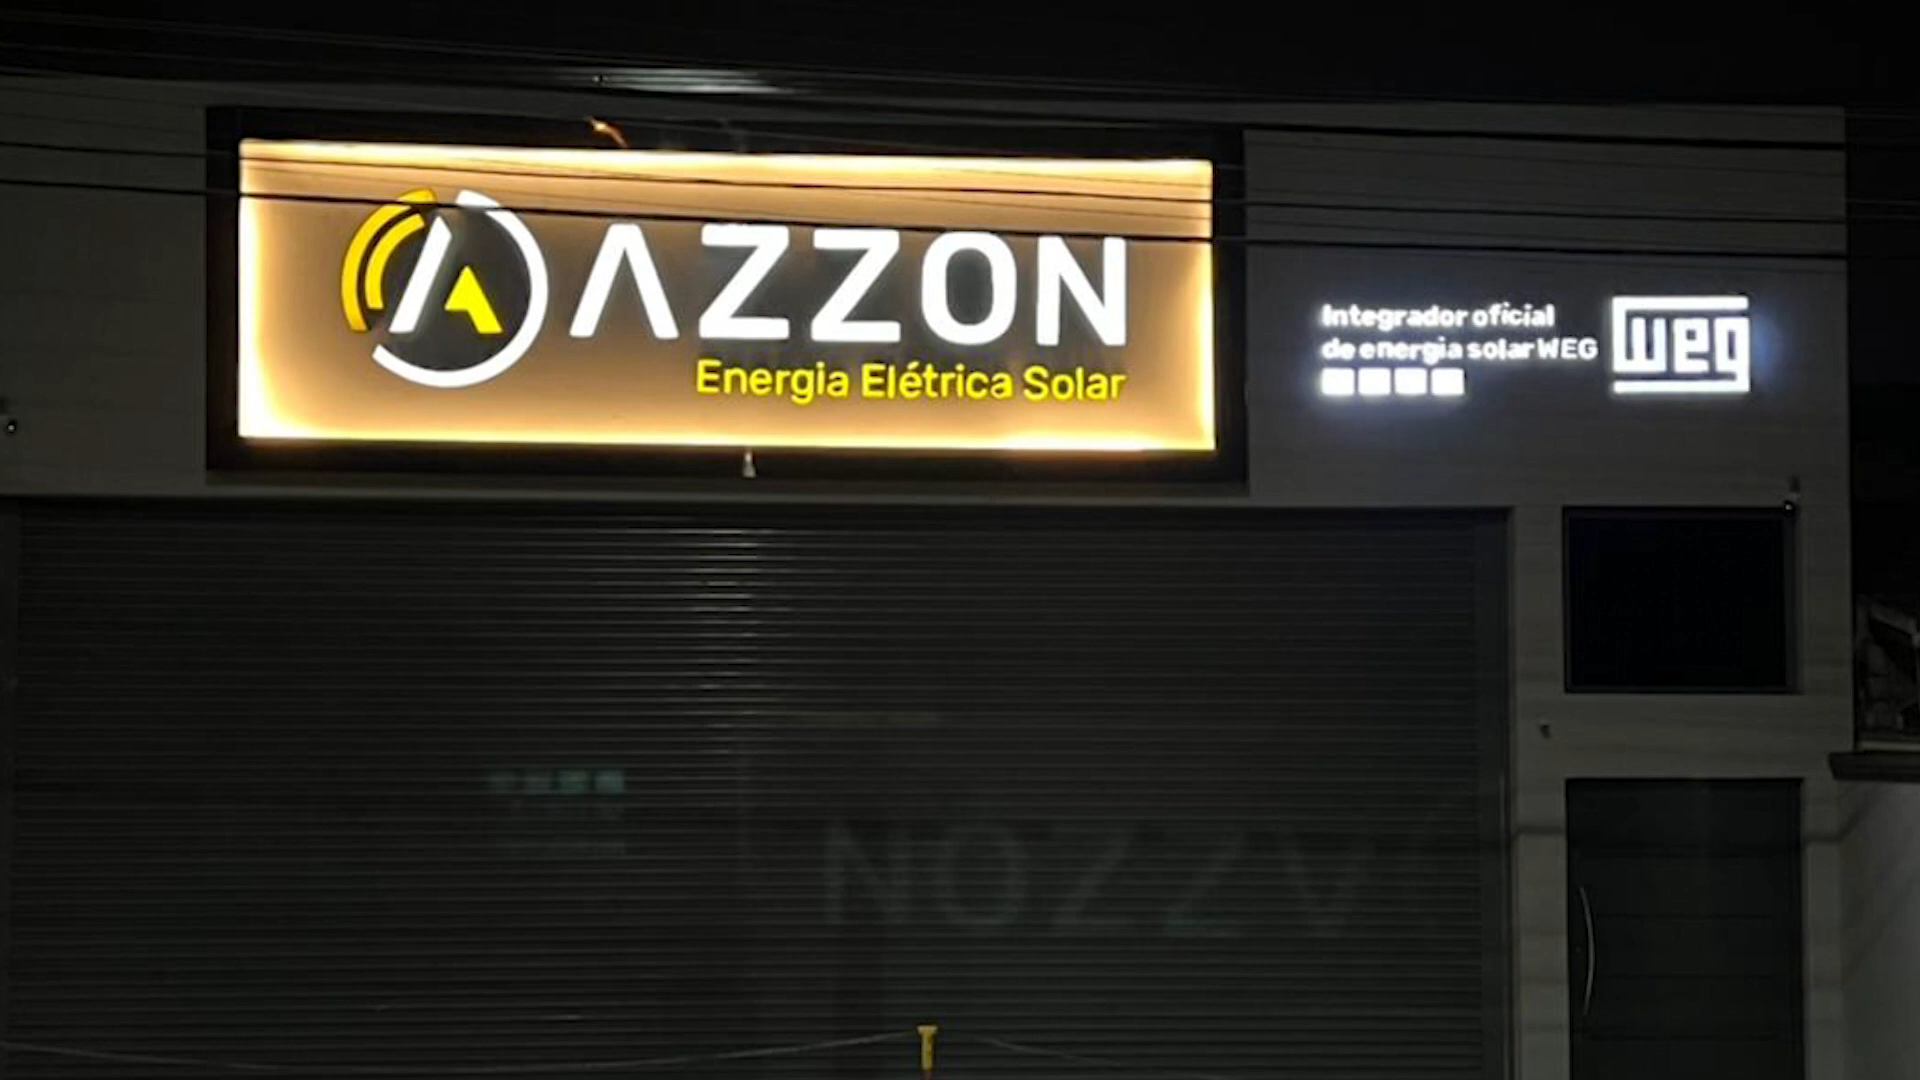 AZZON
Energia Elétrica Solar
Integrador oficial
de energia solar WEG
weg